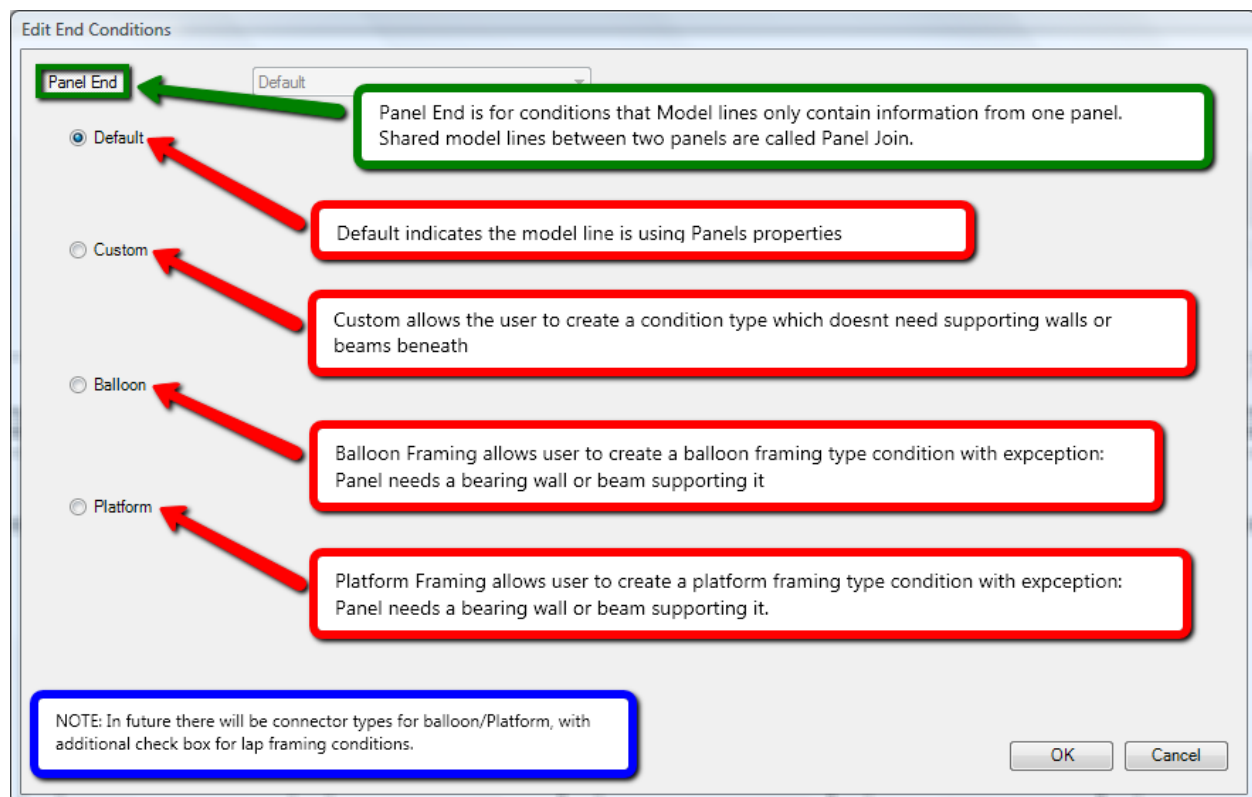 Edit End Conditions
Panel End
Default
Panel End is for conditions that Model lines only contain information from one panel.
Shared model lines between two panels are called Panel Join.
Default
Default indicates the model line is using Panels properties
Custom
Custom allows the user to create a condition type which doesnt need supporting walls or
beams beneath
Balloon
Balloon Framing allows user to create a balloon framing type condition with expception:
Panel needs a bearing wall or beam supporting it
Platform
Platform Framing allows user to create a platform framing type condition with expception:
Panel needs a bearing wall or beam supporting it.
NOTE: In future there will be connector types for balloon/Platform, with
additional check box for lap framing conditions.
OK
Cancel